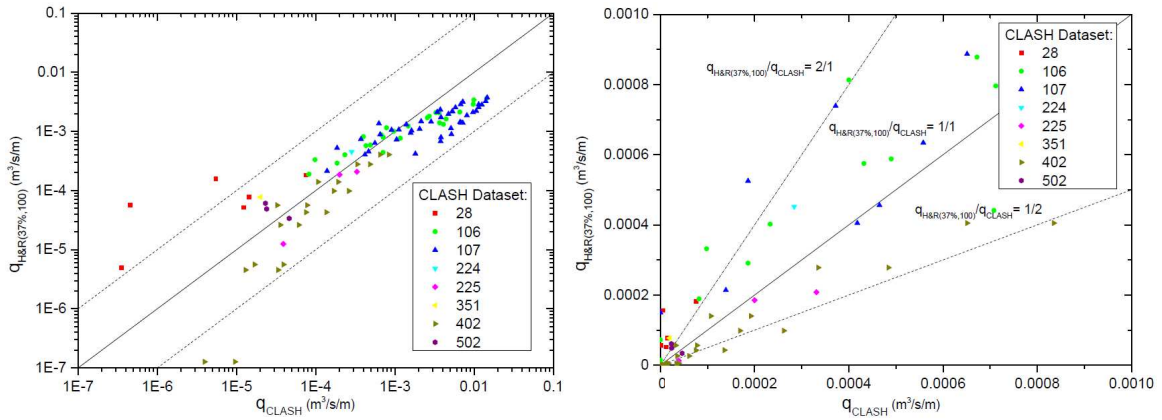 0.1
0.01
1E-3
1E-4
1E-5
1E-6
1E-7
q_H&R(37%,100) (m³/s/m)
CLASH Dataset:
28
106
107
224
225
351
402
502
1E-7 1E-6 1E-5 1E-4 1E-3 0.01 0.1
q_CLASH (m³/s/m)
0.0010
0.0008
0.0006
0.0004
0.0002
0
q_H&R(37%,100) (m³/s/m)
q_H&R(37%,100)/q_CLASH= 2/1
q_H&R(37%,100)/q_CLASH= 1/1
q_H&R(37%,100)/q_CLASH= 1/2
CLASH Dataset:
28
106
107
224
225
351
402
502
0 0.0002 0.0004 0.0006 0.0008 0.0010
q_CLASH (m³/s/m)